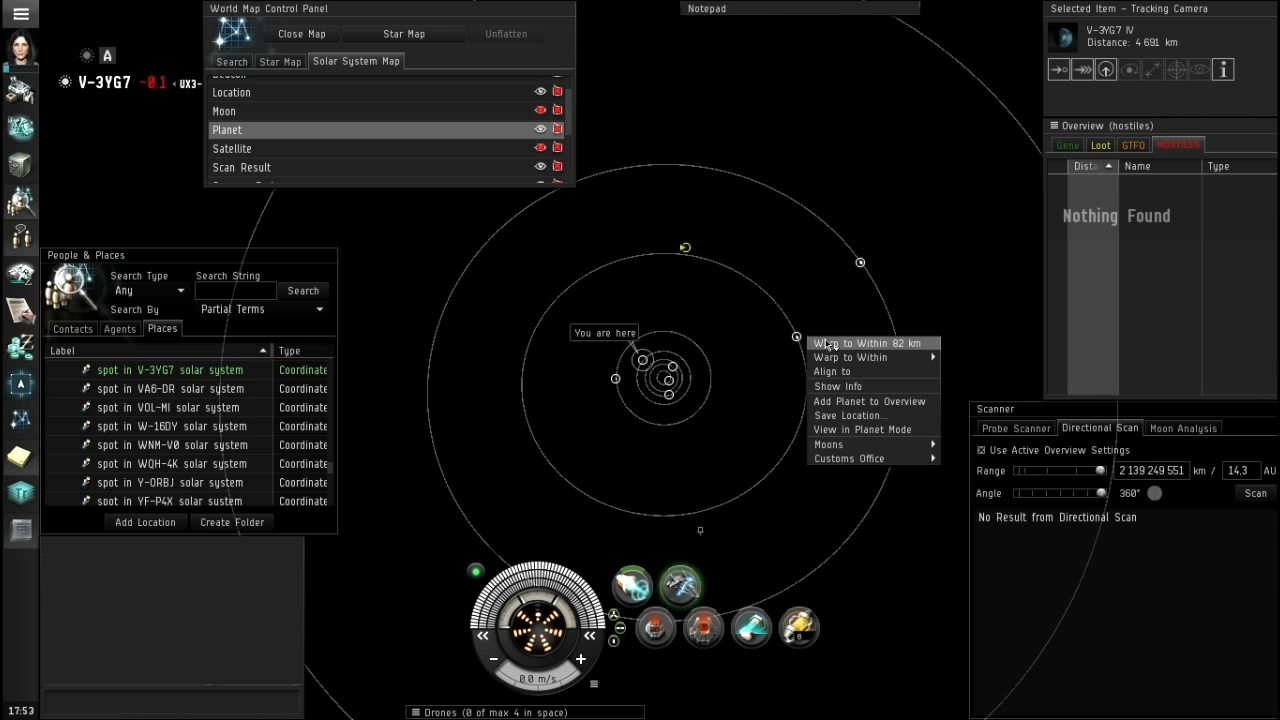 World Map Control Panel
Close Map
Star Map
Unflatten
Search
Star Map
Solar System Map
Beacon
Location
Moon
Planet
Satellite
Scan Result
A
V-3YG7 -0.1 < UX3-
Notepad
Selected Item - Tracking Camera
V-3YG7 IV
Distance: 4 691 km
Overview (hostiles)
Gene
Loot
GTFO
HOSTILES
Dista
Name
Type
Nothing Found
People & Places
Search Type
Search String
Any
Search
Search By
Partial Terms
Contacts
Agents
Places
Label
Type
spot in V-3YG7 solar system Coordinate
spot in VA6-DR solar system Coordinate
spot in VOL-MI solar system Coordinate
spot in W-16DY solar system Coordinate
spot in WNM-V0 solar system Coordinate
spot in WQH-4K solar system Coordinate
spot in Y-ORBJ solar system Coordinate
spot in YF-P4X solar system Coordinate
Add Location
Create Folder
You are here
Warp to Within 82 km
Warp to Within
Align to
Show Info
Add Planet to Overview
Save Location...
View in Planet Mode
Moons
Customs Office
Scanner
Probe Scanner
Directional Scan
Moon Analysis
Use Active Overview Settings
Range
2 139 249 551 km / 14,3 AU
Angle
360°
Scan
No Result from Directional Scan
8
0.0 m/s
Drones (0 of max 4 in space)
17:53